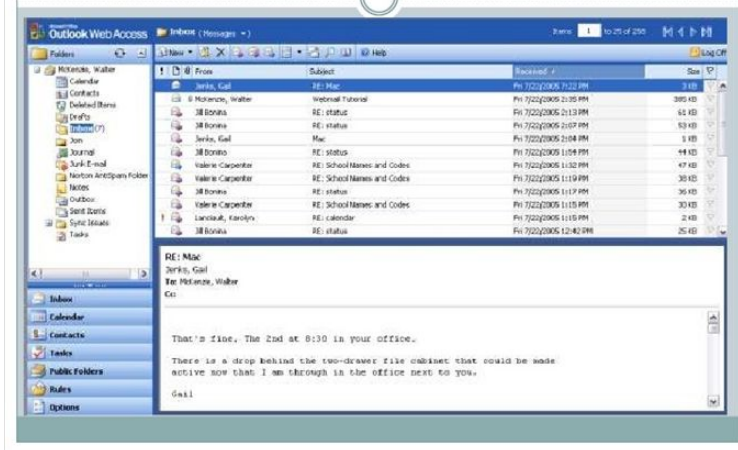 Outlook Web Access
Inbox (Messages)
Items 1 to 25 of 256
Folders
New
Help
Log Off
McKenzie, Walter
Calendar
Contacts
Deleted Items
Drafts
Inbox (7)
Jon
Journal
Junk E-mail
Norton AntiSpam Folder
Notes
Outbox
Sent Items
Sync Issues
Tasks
! From Subject Received Size
Jenks, Gail RE: Mac Fri 7/22/2005 7:22 PM 3 KB
McKenzie, Walter Webmail Tutorial Fri 7/22/2005 2:35 PM 385 KB
Jill Bonina RE: status Fri 7/22/2005 2:13 PM 61 KB
Jill Bonina RE: status Fri 7/22/2005 2:07 PM 53 KB
Jenks, Gail Mac Fri 7/22/2005 2:04 PM 1 KB
Jill Bonina RE: status Fri 7/22/2005 1:54 PM 44 KB
Valerie Carpenter RE: School Names and Codes Fri 7/22/2005 1:32 PM 47 KB
Valerie Carpenter RE: School Names and Codes Fri 7/22/2005 1:19 PM 38 KB
Jill Bonina RE: status Fri 7/22/2005 1:17 PM 36 KB
Valerie Carpenter RE: School Names and Codes Fri 7/22/2005 1:15 PM 30 KB
! Karolyn RE: calendar Fri 7/22/2005 1:15 PM 2 KB
Jill Bonina RE: status Fri 7/22/2005 12:42 PM 25 KB
Inbox
Calendar
Contacts
Tasks
Public Folders
Rules
Options
RE: Mac
Jenks, Gail
To: McKenzie, Walter
Cc:
That's fine. The 2nd at 8:30 in your office.
There is a drop behind the two-drawer file cabinet that could be made
active now that I am through in the office next to you.
Gail